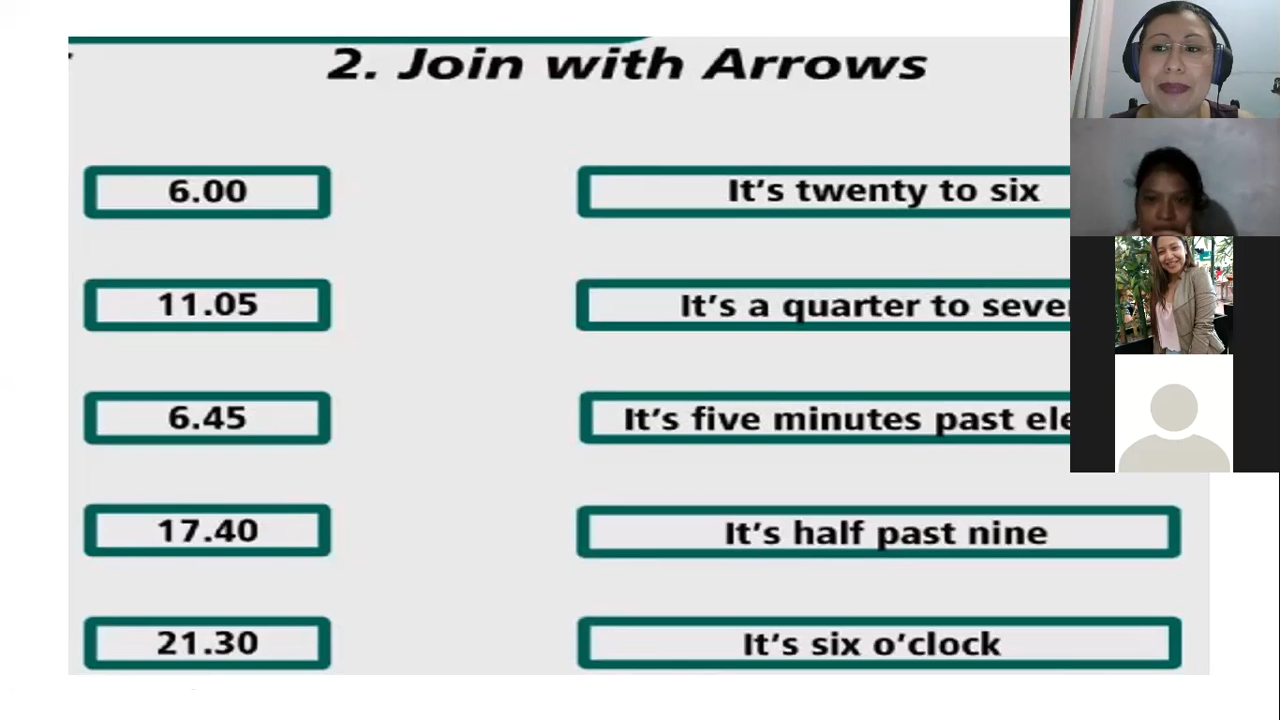 2. Join with Arrows
6.00
It's twenty to six
11.05
It's a quarter to
6.45
It's five minutes past
17.40
It's half past nine
21.30
It's six o'clock